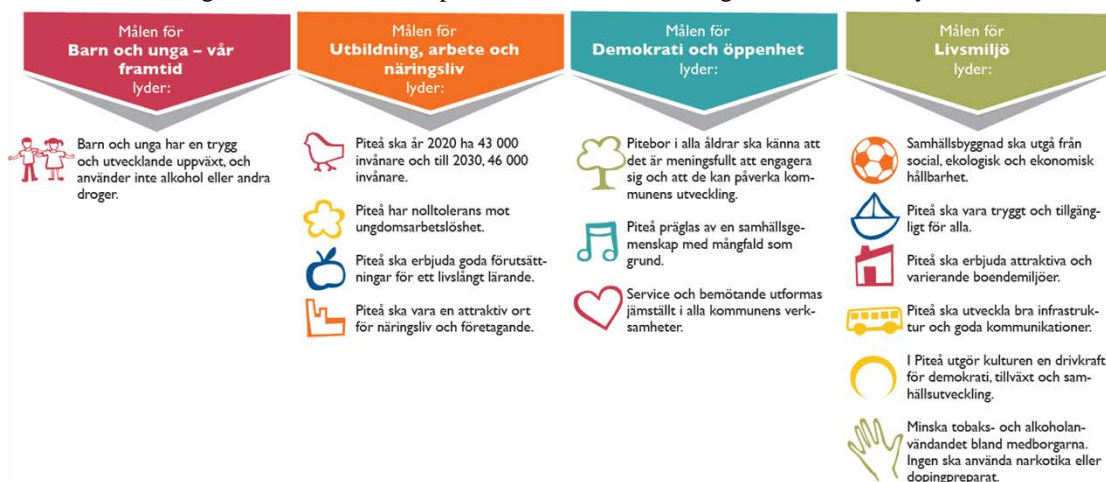 Målen för
Barn och unga – vår
framtid
lyder:
Barn och unga har en trygg
och utvecklande uppväxt, och
använder inte alkohol eller andra
droger.
Målen för
Utbildning, arbete och
näringsliv
lyder:
Piteå ska år 2020 ha 43 000
invånare och till 2030, 46 000
invånare.
Piteå har nolltolerans mot
ungdomsarbetslöshet.
Piteå ska erbjuda goda förutsätt-
ningar för ett livslångt lärande.
Piteå ska vara en attraktiv ort
för näringsliv och företagande.
Målen för
Demokrati och öppenhet
lyder:
Pitebor i alla åldrar ska känna att
det är meningsfullt att engagera
sig och att de kan påverka kom-
munens utveckling.
Piteå präglas av en samhällsge-
menskap med mångfald som
grund.
Service och bemötande utformas
jämställt i alla kommunens verk-
samheter.
Målen för
Livsmiljö
lyder:
Samhällsbyggnad ska utgå från
social, ekologisk och ekonomisk
hållbarhet.
Piteå ska vara tryggt och tillgäng-
ligt för alla.
Piteå ska erbjuda attraktiva och
varierande boendemiljöer.
Piteå ska utveckla bra infrastruk-
tur och goda kommunikationer.
I Piteå utgör kulturen en drivkraft
för demokrati, tillväxt och sam-
hällsutveckling.
Minska tobaks- och alkoholan-
vändandet bland medborgarna.
Ingen ska använda narkotika eller
dopingpreparat.